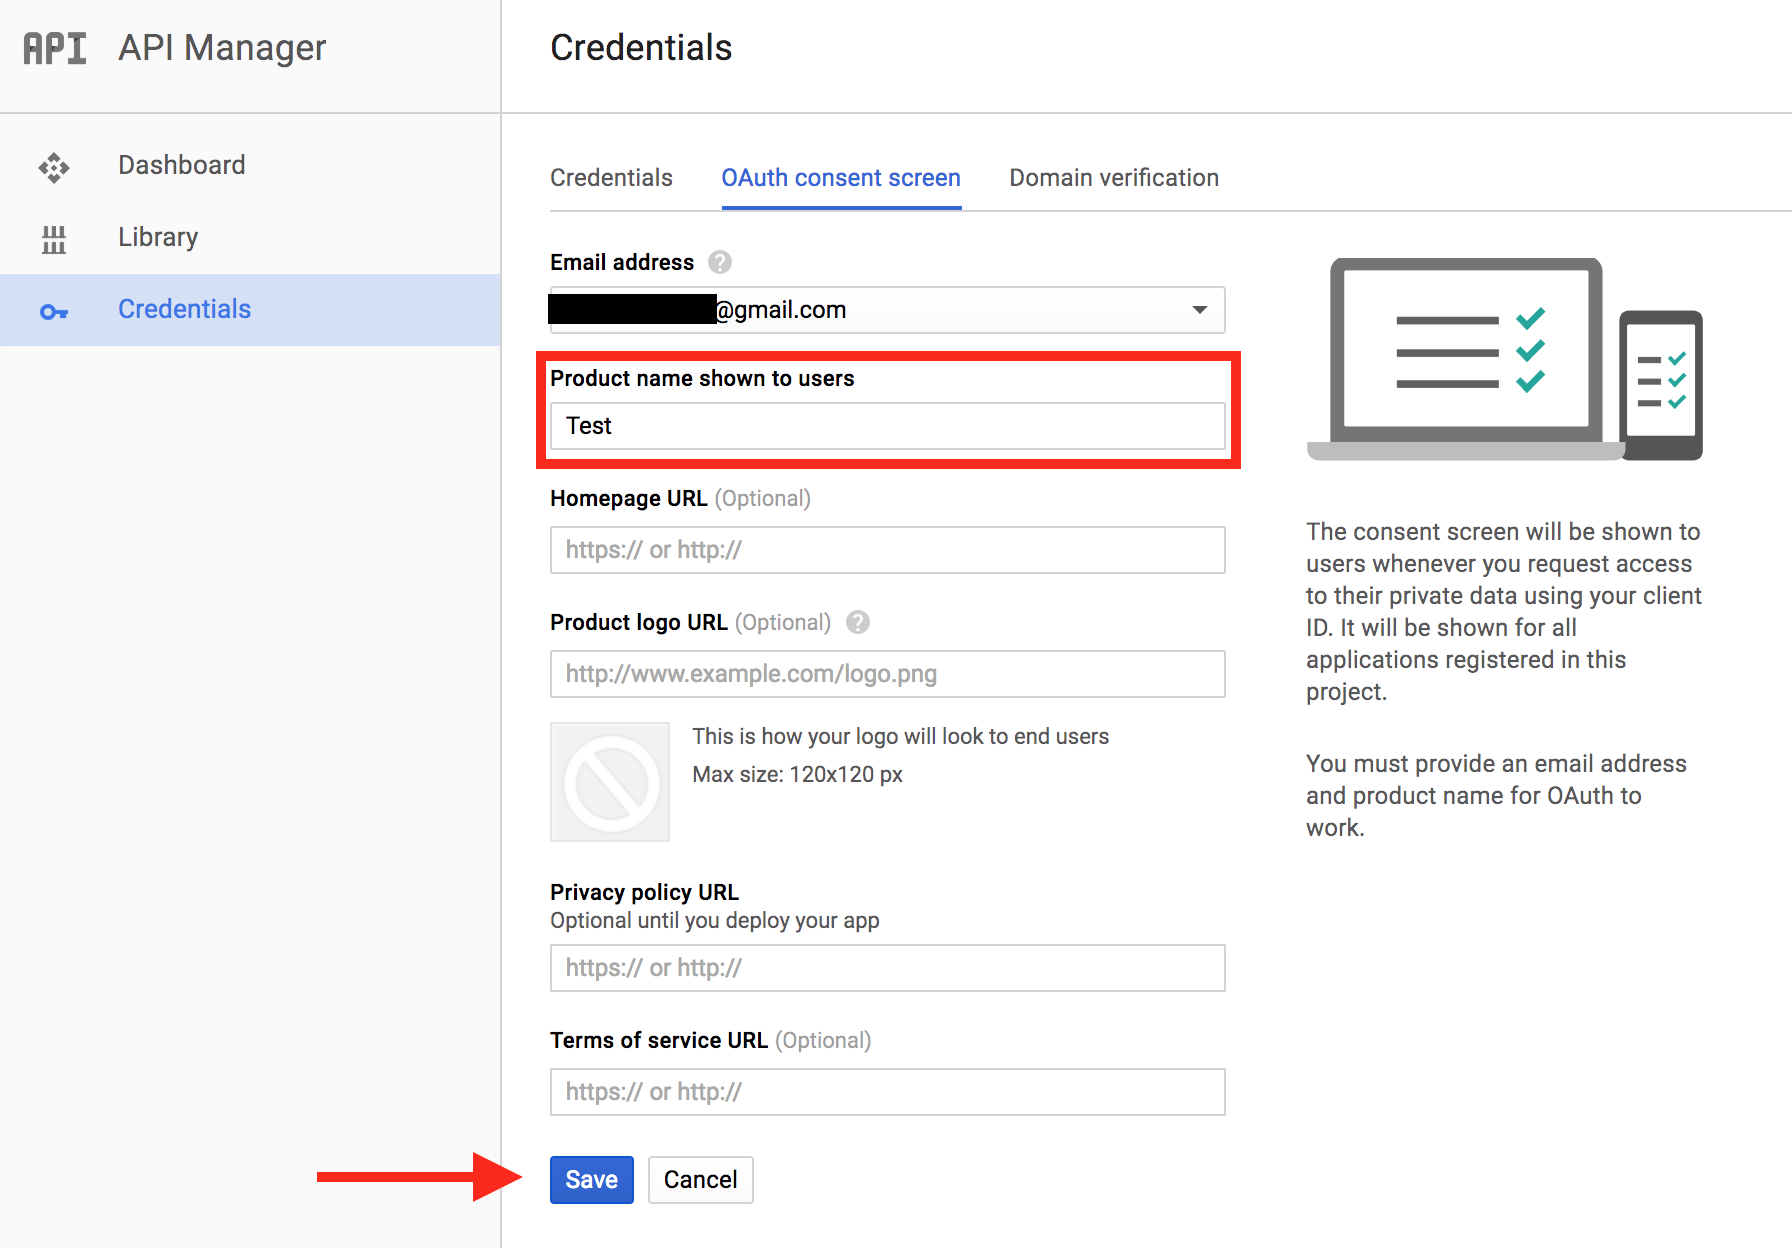 API API Manager
Credentials
Dashboard
Library
Credentials
Credentials OAuth consent screen Domain verification
Email address ?
@gmail.com
Product name shown to users
Test
Homepage URL (Optional)
https:// or http://
Product logo URL (Optional) ?
http://www.example.com/logo.png
This is how your logo will look to end users
Max size: 120x120 px
Privacy policy URL
Optional until you deploy your app
https:// or http://
Terms of service URL (Optional)
https:// or http://
Save Cancel
The consent screen will be shown to
users whenever you request access
to their private data using your client
ID. It will be shown for all
applications registered in this
project.
You must provide an email address
and product name for OAuth to
work.